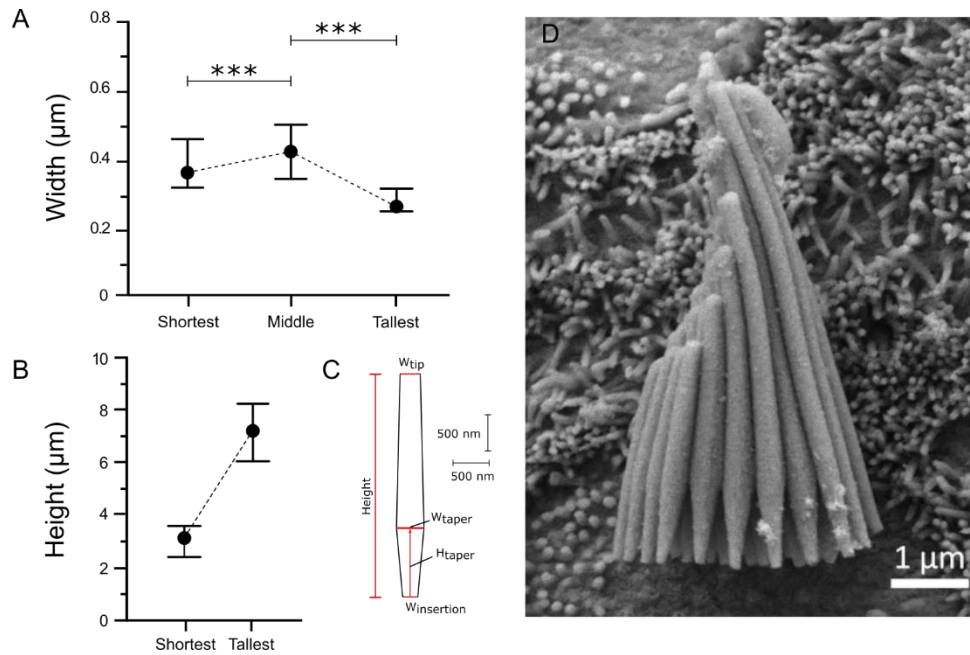 A
Width (μm)
0.8
0.6
0.4
0.2
0
***
***
Shortest Middle Tallest
B
Height (μm)
10
8
6
4
2
0
Shortest Tallest
C
Wtip
Height
500 nm
500 nm
Wtaper
Htaper
Winsertion
D
1 μm